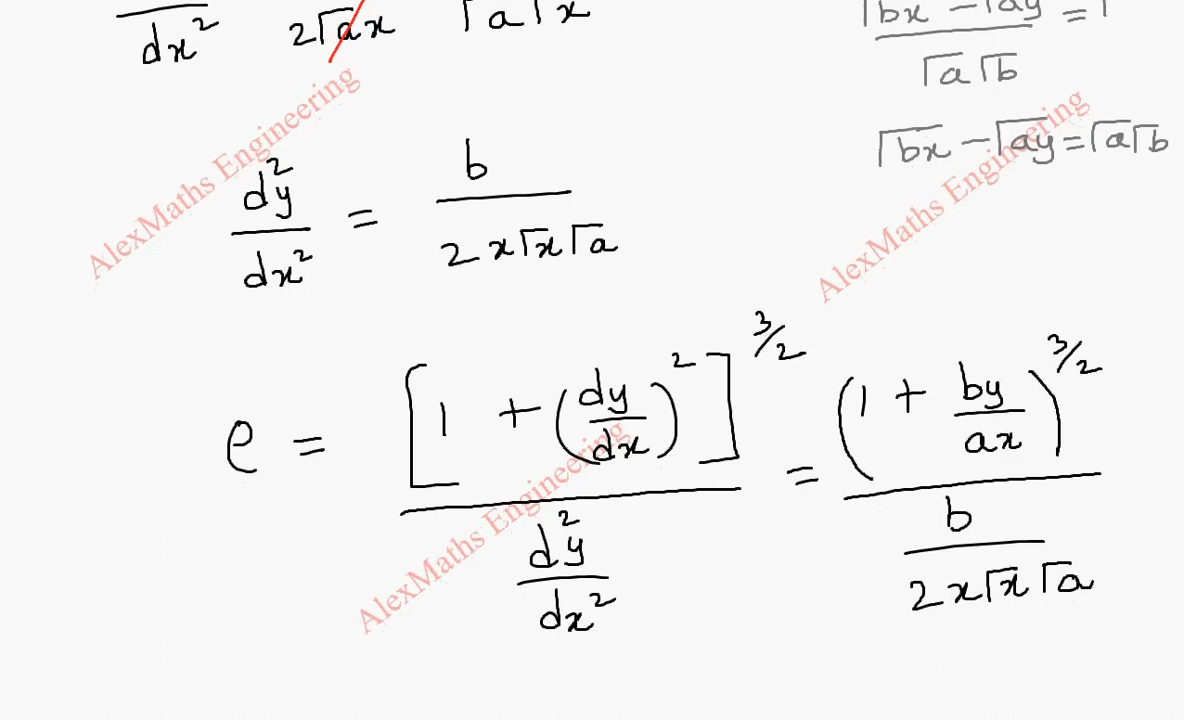 dx² 2√ax √a√x
√bx − √ay = 1
√a√b
√bx − √ay = √a√b
d²y/dx² = b/(2x√x√a)
ρ = [1 + (dy/dx)²]^3/2 / (d²y/dx²) = (1 + by/ax)^3/2 / (b/(2x√x√a))
AlexMaths Engineering
AlexMaths Engineering
AlexMaths Engineering